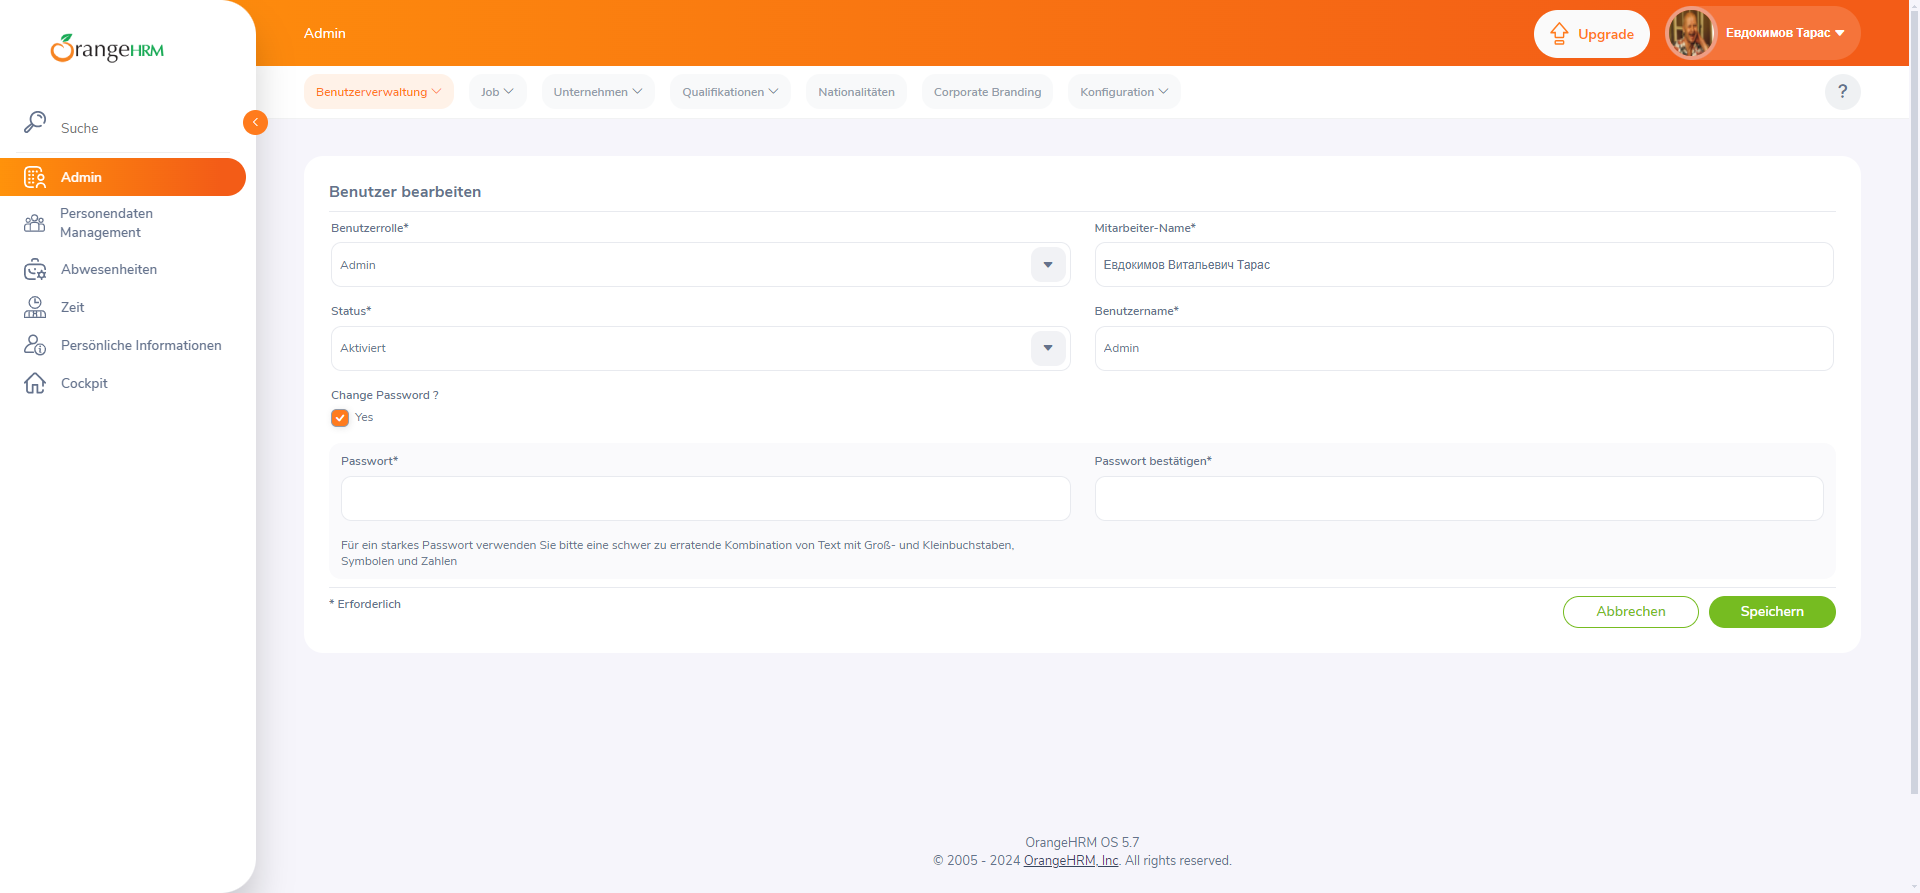 OrangeHRM
Suche
Admin
Personendaten
Management
Abwesenheiten
Zeit
Persönliche Informationen
Cockpit
Admin
Upgrade
Евдокимов Тарас
Benutzerverwaltung
Job
Unternehmen
Qualifikationen
Nationalitäten
Corporate Branding
Konfiguration
?
Benutzer bearbeiten
Benutzerrolle*
Mitarbeiter-Name*
Admin
Евдокимов Витальевич Тарас
Status*
Benutzername*
Aktiviert
Admin
Change Password ?
Yes
Passwort*
Passwort bestätigen*
Für ein starkes Passwort verwenden Sie bitte eine schwer zu erratende Kombination von Text mit Groß- und Kleinbuchstaben,
Symbolen und Zahlen
* Erforderlich
Abbrechen
Speichern
OrangeHRM OS 5.7
© 2005 - 2024 OrangeHRM, Inc. All rights reserved.